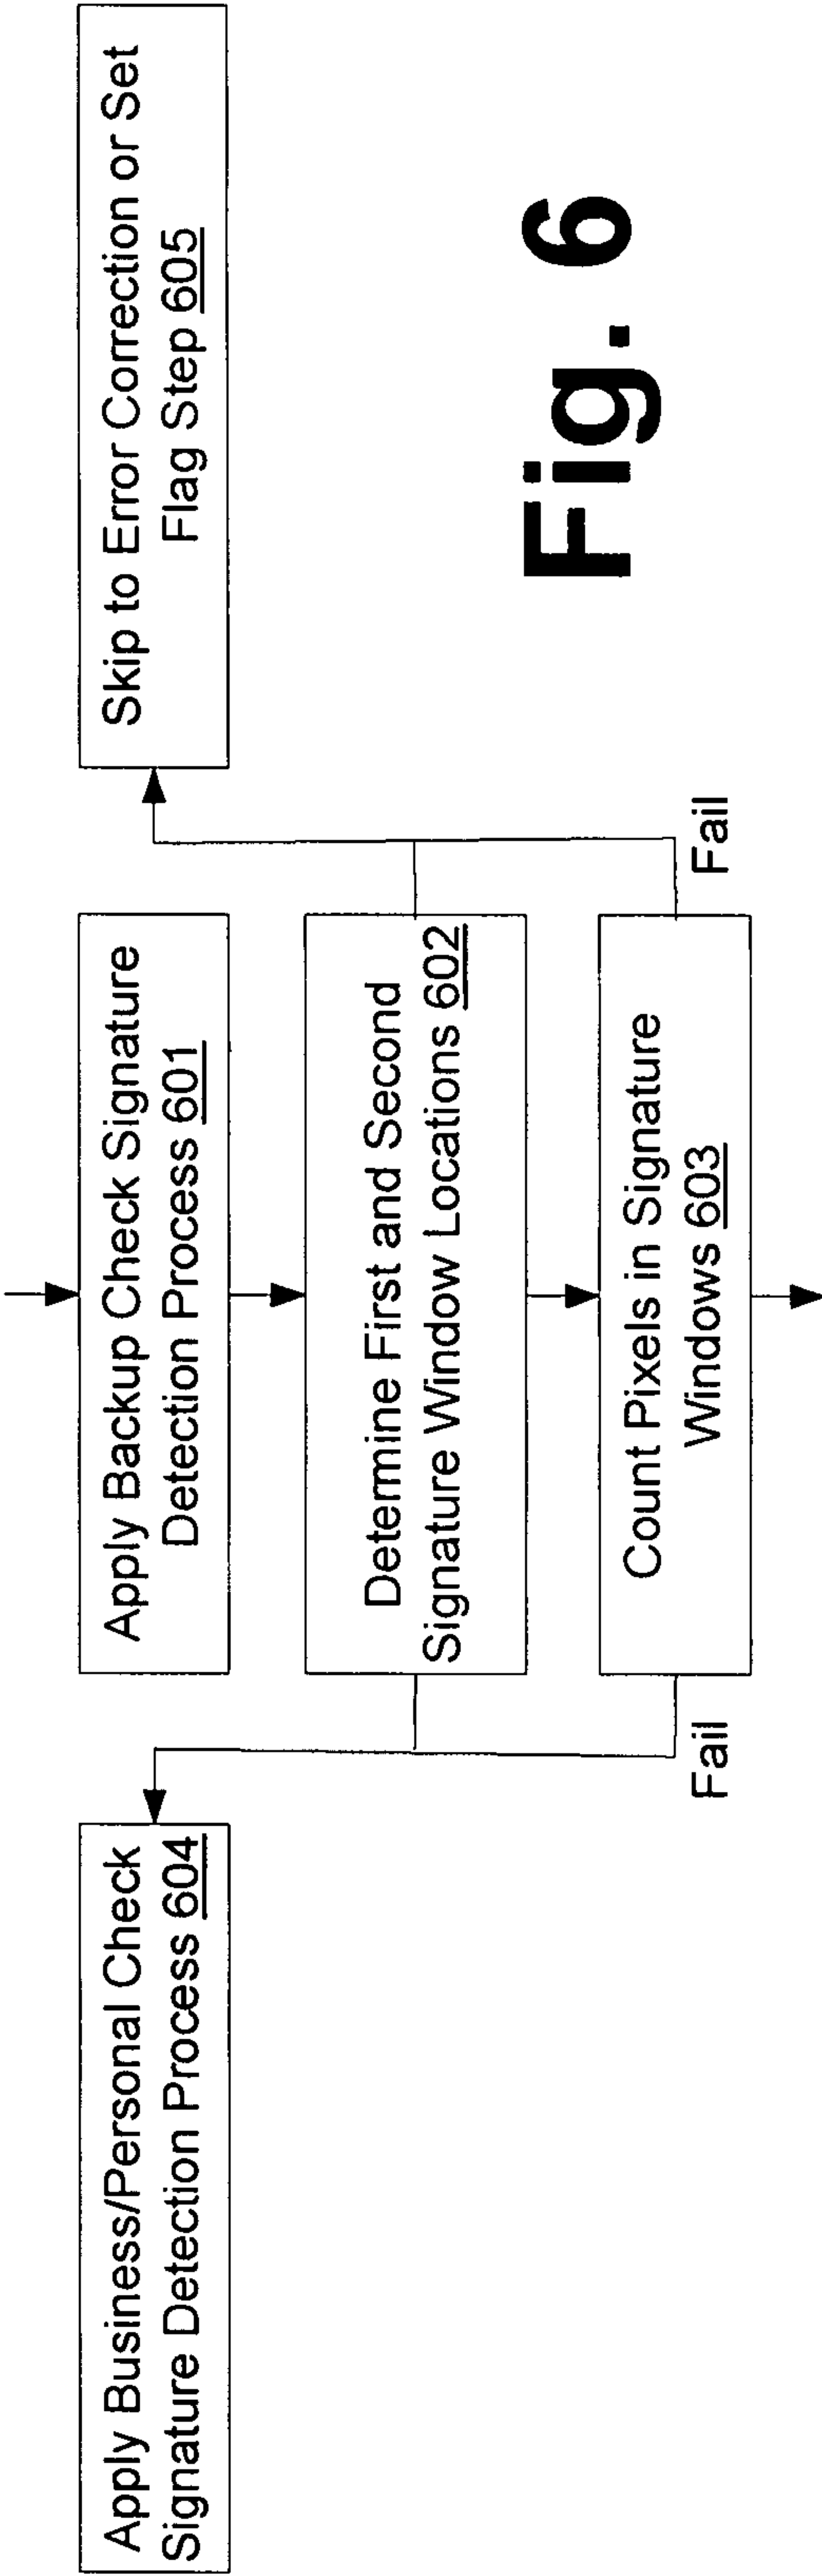 Apply Business/Personal Check
Signature Detection Process 604
Apply Backup Check Signature
Detection Process 601
Skip to Error Correction or Set
Flag Step 605
Determine First and Second
Signature Window Locations 602
Count Pixels in Signature
Windows 603
Fail
Fail
Fig. 6